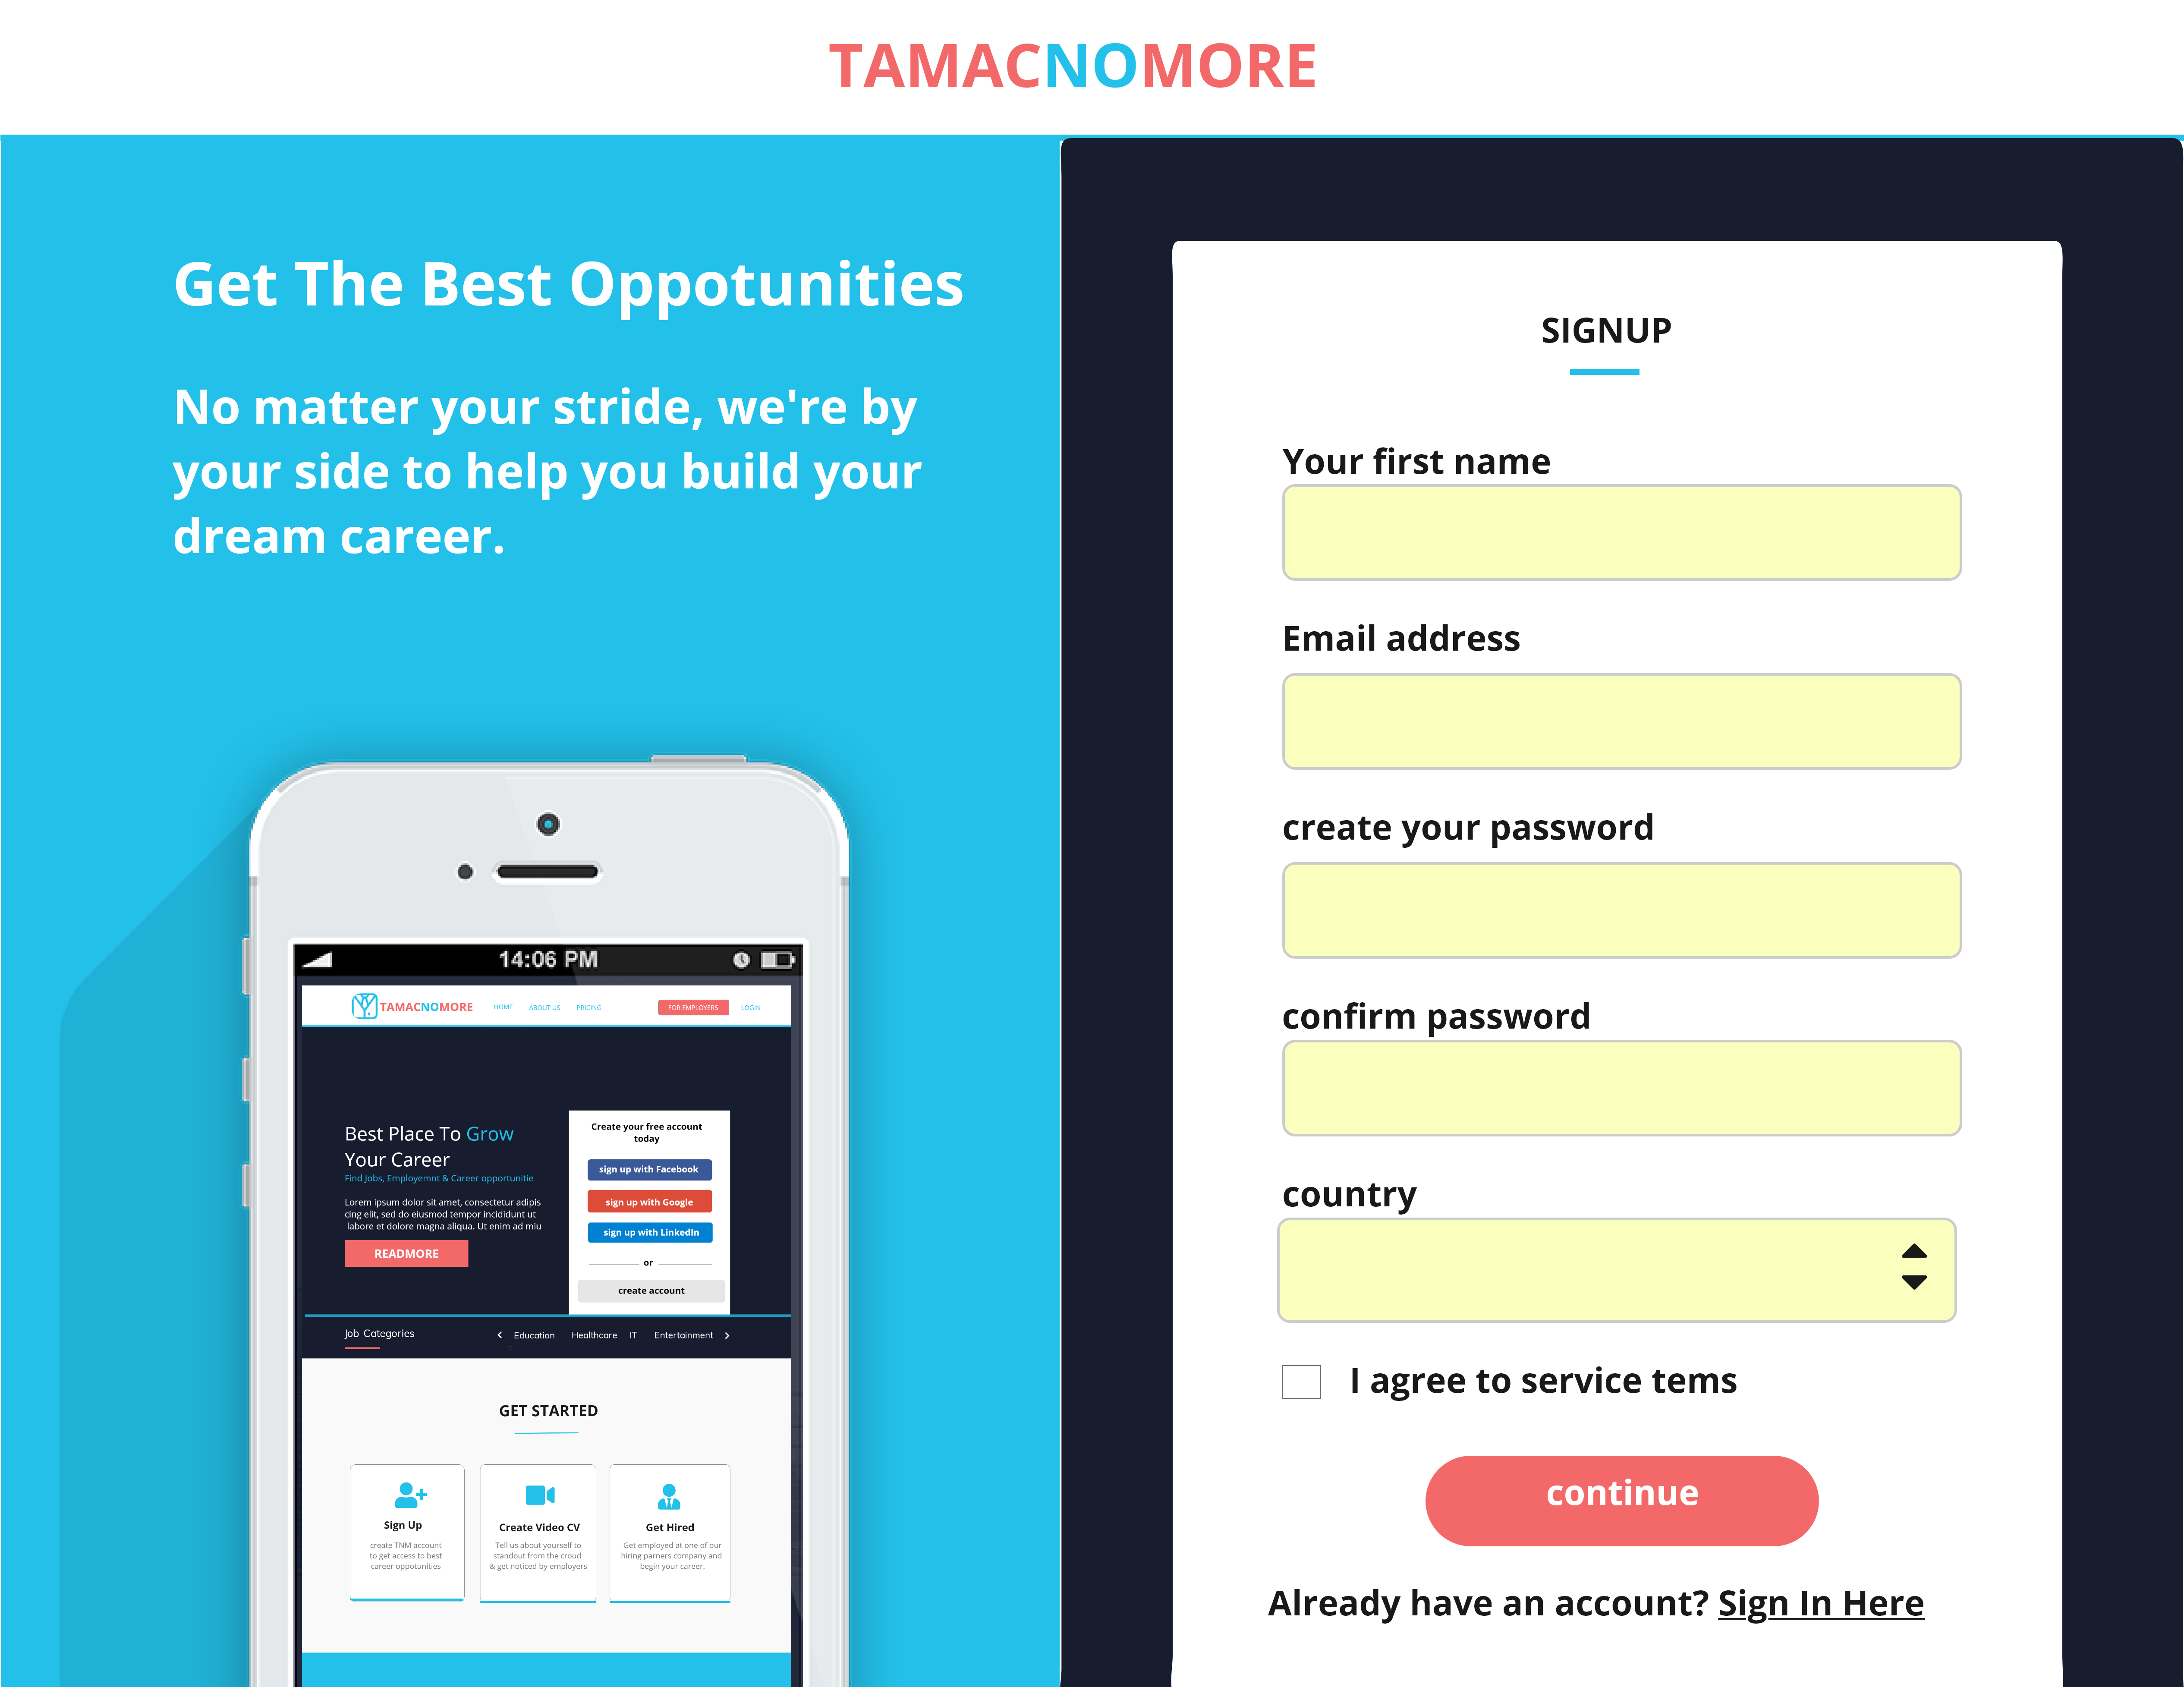 TAMACNOMORE
Get The Best Oppotunities
No matter your stride, we're by
your side to help you build your
dream career.
14:06 PM
TAMACNOMORE HOME ABOUT US PRICING FOR EMPLOYERS LOGIN
Best Place To Grow
Your Career
Find Jobs, Employemnt & Career opportunitie
Lorem ipsum dolor sit amet, consectetur adipis
cing elit, sed do eiusmod tempor incididunt ut
labore et dolore magna aliqua. Ut enim ad miu
READMORE
Create your free account
today
sign up with Facebook
sign up with Google
sign up with LinkedIn
or
create account
Job Categories Education Healthcare IT Entertainment
GET STARTED
Sign Up
create TNM account
to get access to best
career oppotunities
Create Video CV
Tell us about yourself to
standout from the croud
& get noticed by employers
Get Hired
Get employed at one of our
hiring parners company and
begin your career.
SIGNUP
Your first name
Email address
create your password
confirm password
country
I agree to service tems
continue
Already have an account? Sign In Here